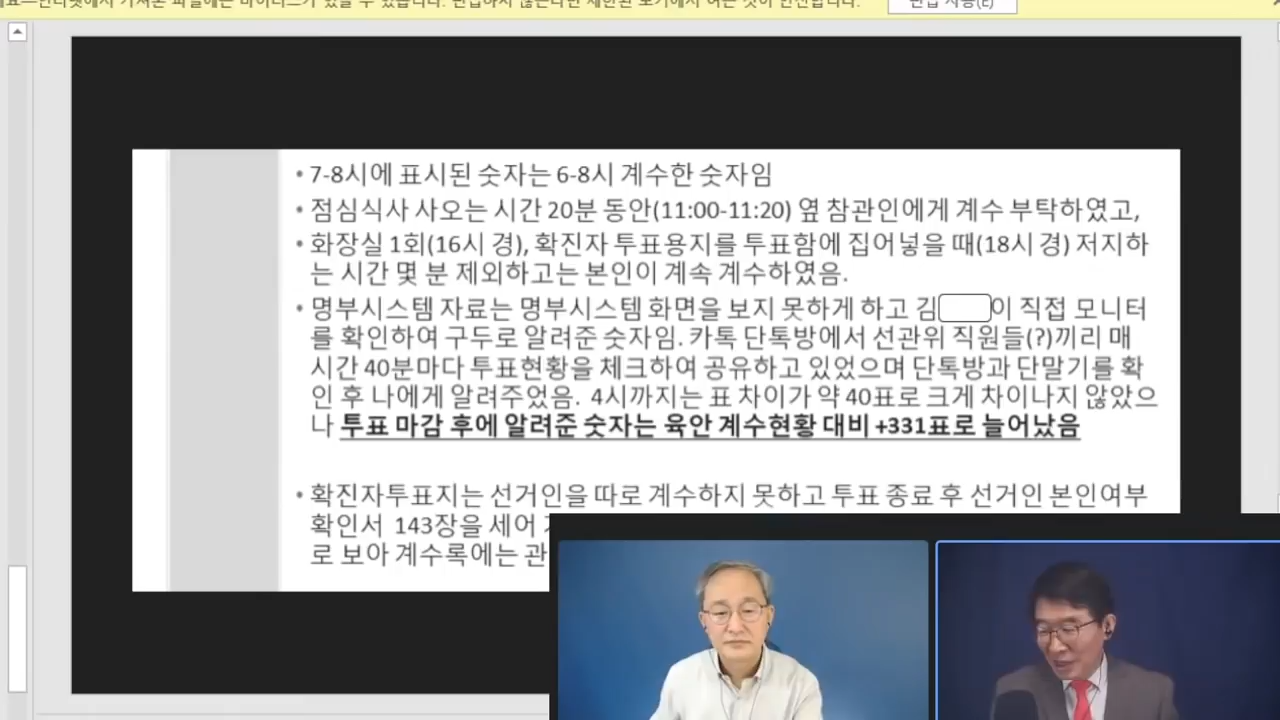 • 7-8시에 표시된 숫자는 6-8시 계수한 숫자임
• 점심식사 사오는 시간 20분 동안(11:00-11:20) 옆 참관인에게 계수 부탁하였고,
• 화장실 1회(16시 경), 확진자 투표용지를 투표함에 집어넣을 때(18시 경) 저지하
는 시간 몇 분 제외하고는 본인이 계속 계수하였음.
• 명부시스템 자료는 명부시스템 화면을 보지 못하게 하고 김 이 직접 모니터
를 확인하여 구두로 알려준 숫자임. 카톡 단톡방에서 선관위 직원들(?)끼리 매
시간 40분마다 투표현황을 체크하여 공유하고 있었으며 단톡방과 단말기를 확
인 후 나에게 알려주었음. 4시까지는 표 차이가 약 40표로 크게 차이나지 않았으
나 투표 마감 후에 알려준 숫자는 육안 계수현황 대비 +331표로 늘어났음
• 확진자투표지는 선거인을 따로 계수하지 못하고 투표 종료 후 선거인 본인여부
확인서 143장을 세어
로 보아 계수록에는 관